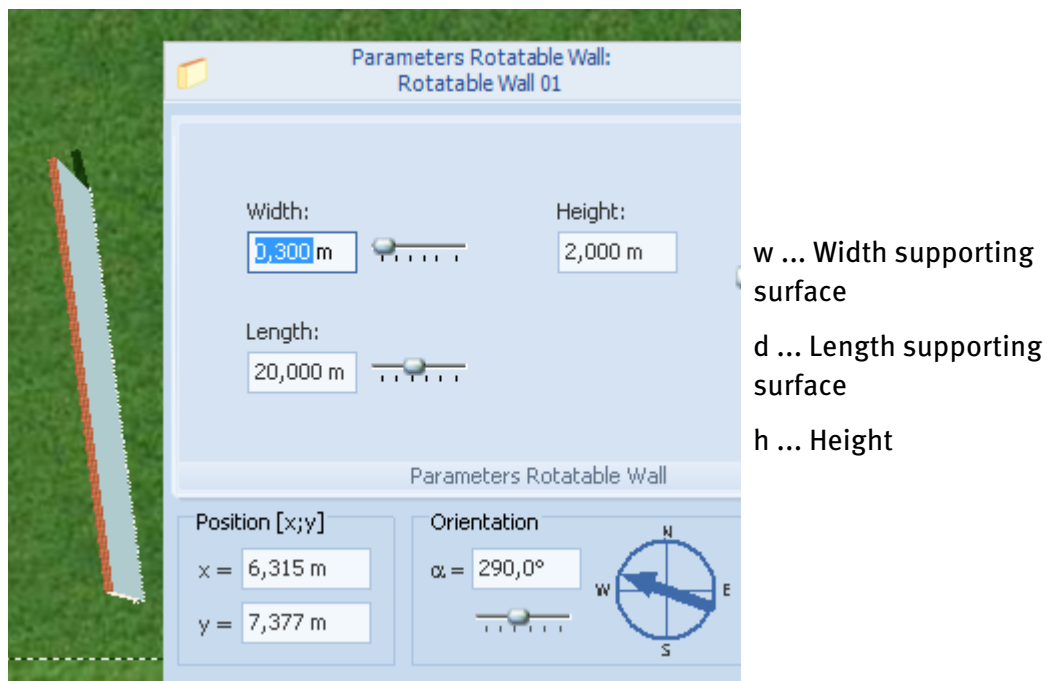 Parameters Rotatable Wall:
Rotatable Wall 01
Width:
0,300 m
Height:
2,000 m
Length:
20,000 m
Parameters Rotatable Wall
Position [x;y]
x = 6,315 m
y = 7,377 m
Orientation
α = 290,0°
N
W
E
S
w ... Width supporting
surface
d ... Length supporting
surface
h ... Height